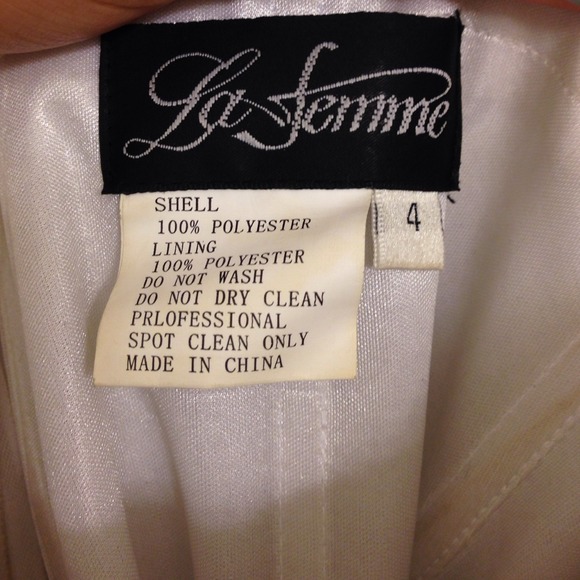 La Femme
SHELL
100% POLYESTER
LINING
100% POLYESTER
DO NOT WASH
DO NOT DRY CLEAN
PRLOFESSIONAL
SPOT CLEAN ONLY
MADE IN CHINA
4